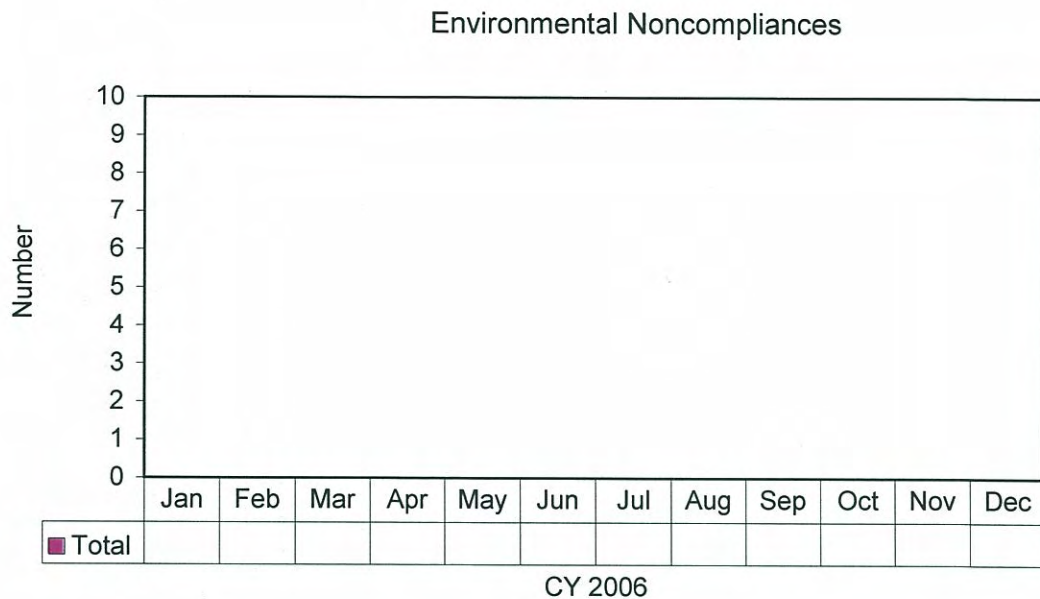 Environmental Noncompliances
10
9
8
7
6
5
4
3
2
1
0
Number
Jan Feb Mar Apr May Jun Jul Aug Sep Oct Nov Dec
Total
CY 2006